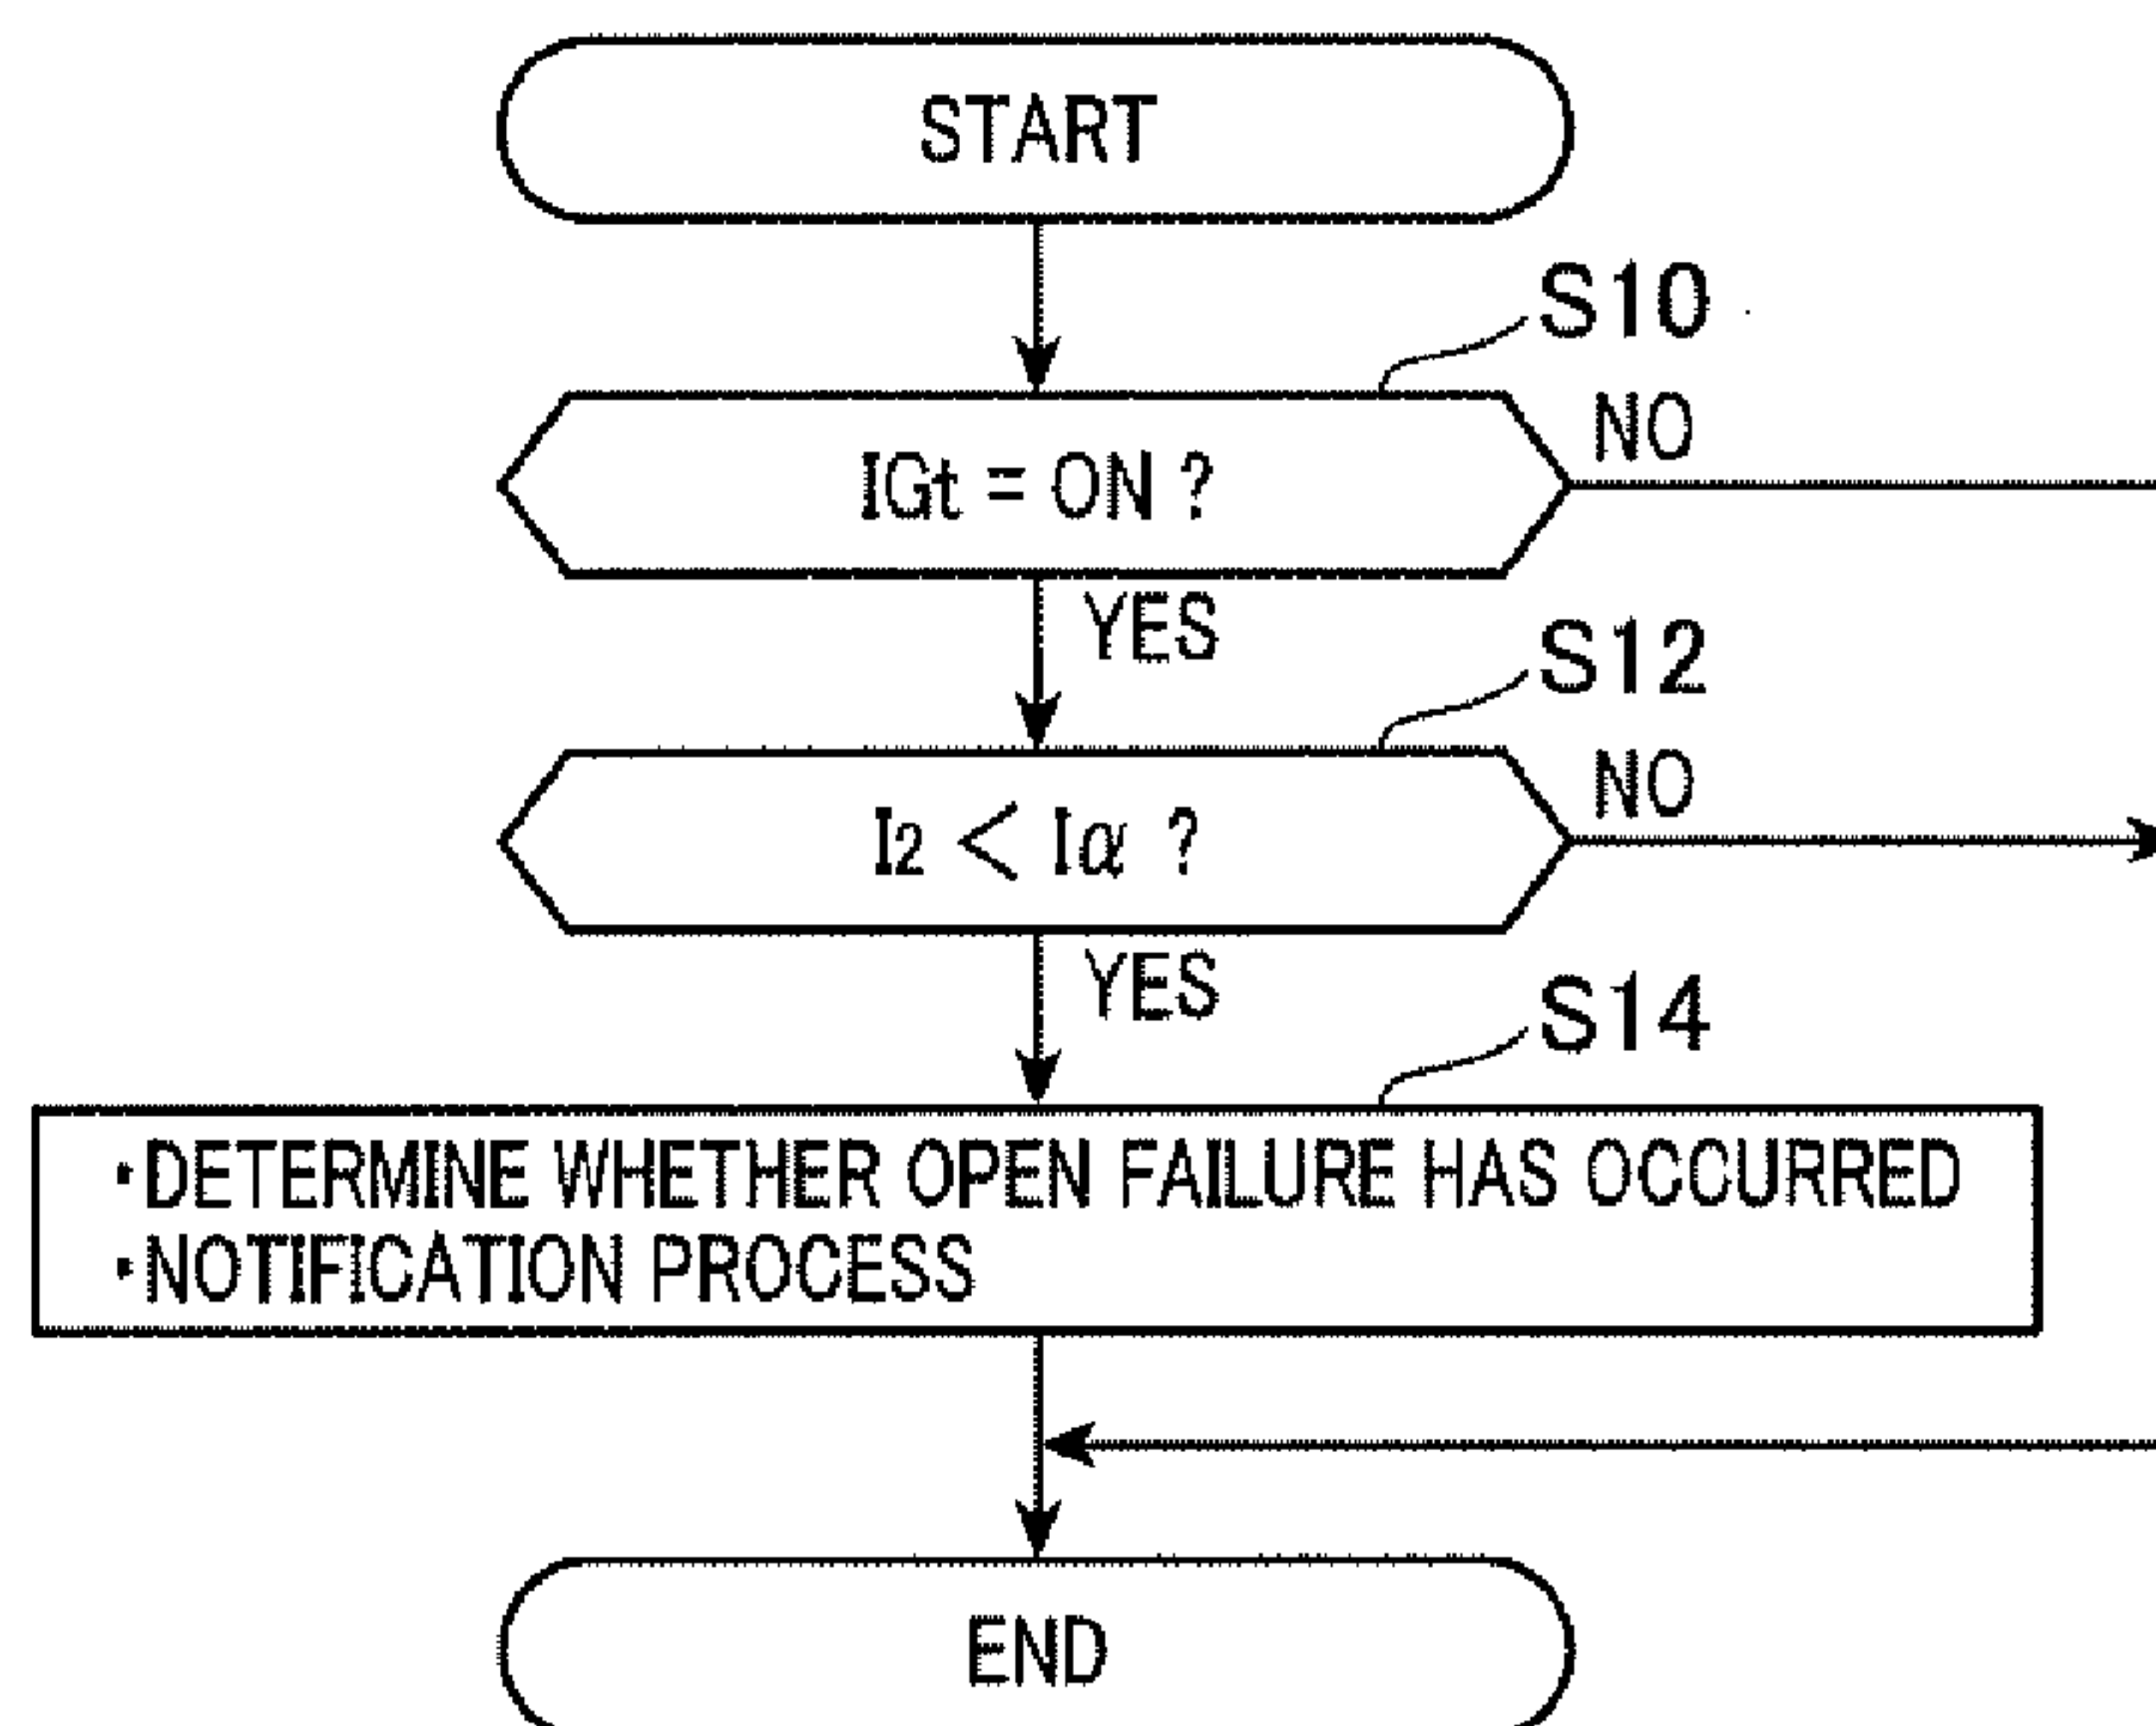 START
S10
NO
IGt = ON ?
YES
S12
NO
I2 < Iα ?
YES
S14
・DETERMINE WHETHER OPEN FAILURE HAS OCCURRED
・NOTIFICATION PROCESS
END